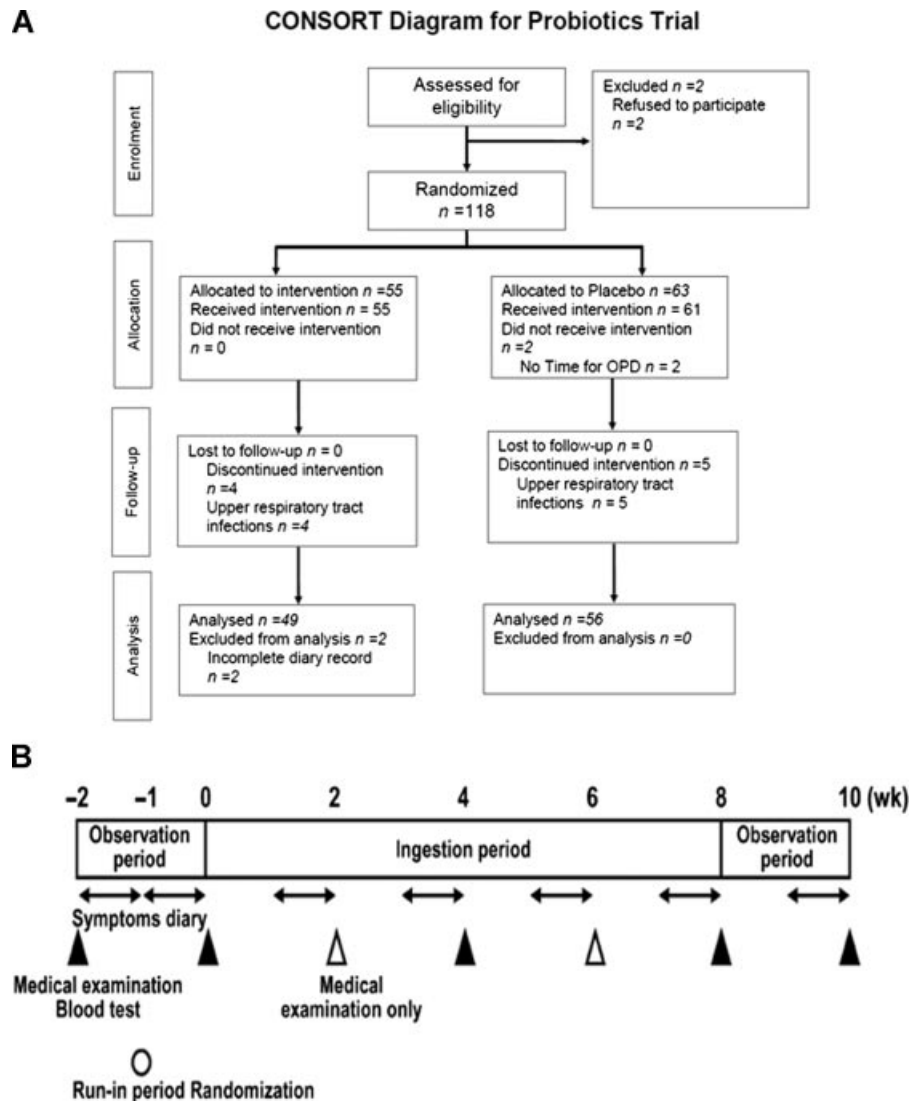 A
CONSORT Diagram for Probiotics Trial
Enrolment
Assessed for
eligibility
Excluded n =2
Refused to participate
n =2
Randomized
n =118
Allocation
Allocated to intervention n =55
Received intervention n = 55
Did not receive intervention
n = 0
Allocated to Placebo n =63
Received intervention n = 61
Did not receive intervention
n =2
No Time for OPD n = 2
Follow-up
Lost to follow-up n = 0
Discontinued intervention
n =4
Upper respiratory tract
infections n =4
Lost to follow-up n = 0
Discontinued intervention n =5
Upper respiratory tract
infections n = 5
Analysis
Analysed n =49
Excluded from analysis n =2
Incomplete diary record
n =2
Analysed n =56
Excluded from analysis n =0
B
–2 –1 0 2 4 6 8 10 (wk)
Observation
period
Ingestion period
Observation
period
Symptoms diary
Medical examination
Blood test
Medical
examination only
Run-in period Randomization